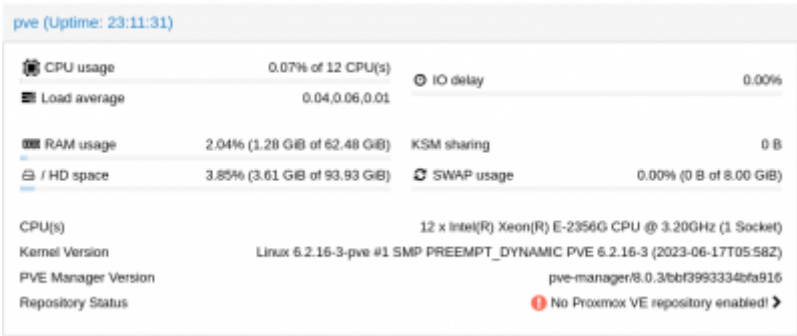 pve (Uptime: 23:11:31)
CPU usage 0.07% of 12 CPU(s)
IO delay 0.00%
Load average 0.04,0.06,0.01
RAM usage 2.04% (1.28 GiB of 62.48 GiB)
KSM sharing 0 B
/ HD space 3.85% (3.61 GiB of 93.93 GiB)
SWAP usage 0.00% (0 B of 8.00 GiB)
CPU(s) 12 x Intel(R) Xeon(R) E-2356G CPU @ 3.20GHz (1 Socket)
Kernel Version Linux 6.2.16-3-pve #1 SMP PREEMPT_DYNAMIC PVE 6.2.16-3 (2023-06-17T05:58Z)
PVE Manager Version pve-manager/8.0.3/bbf3993334bfa916
Repository Status No Proxmox VE repository enabled!